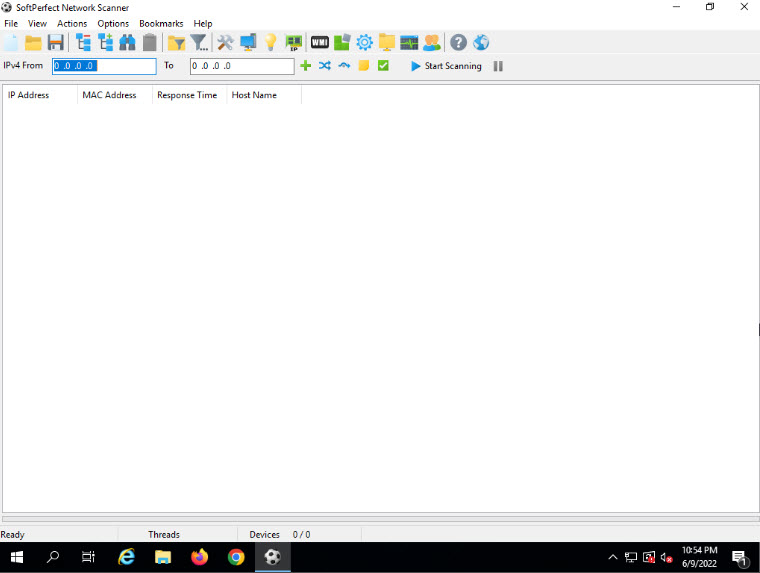 SoftPerfect Network Scanner
File View Actions Options Bookmarks Help
WMI
IP
IPv4 From 0 .0 .0 .0 To 0 .0 .0 .0 Start Scanning
IP Address MAC Address Response Time Host Name
Ready Threads Devices 0 / 0
10:54 PM
6/9/2022
1